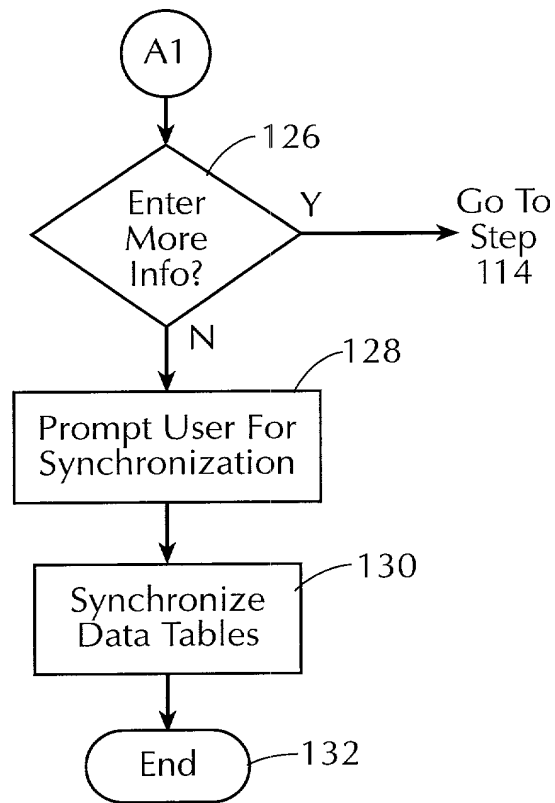 A1
126
Enter
More
Info?
Y
Go To
Step
114
N
128
Prompt User For
Synchronization
130
Synchronize
Data Tables
End
132